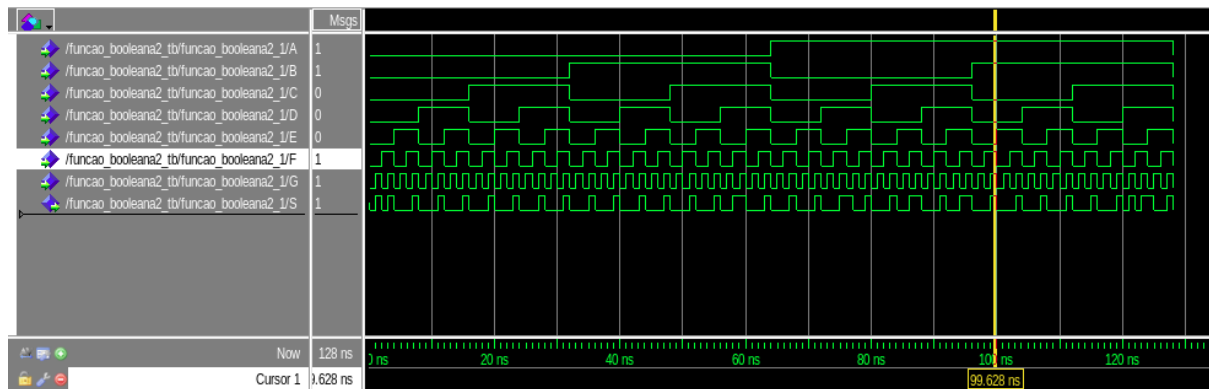 Msgs
/funcao_booleana2_tb/funcao_booleana2_1/A 1
/funcao_booleana2_tb/funcao_booleana2_1/B 1
/funcao_booleana2_tb/funcao_booleana2_1/C 0
/funcao_booleana2_tb/funcao_booleana2_1/D 0
/funcao_booleana2_tb/funcao_booleana2_1/E 0
/funcao_booleana2_tb/funcao_booleana2_1/F 1
/funcao_booleana2_tb/funcao_booleana2_1/G 1
/funcao_booleana2_tb/funcao_booleana2_1/S 1
Now 128 ns ns 20 ns 40 ns 60 ns 80 ns 100 ns 120 ns
Cursor 1 9.628 ns 99.628 ns